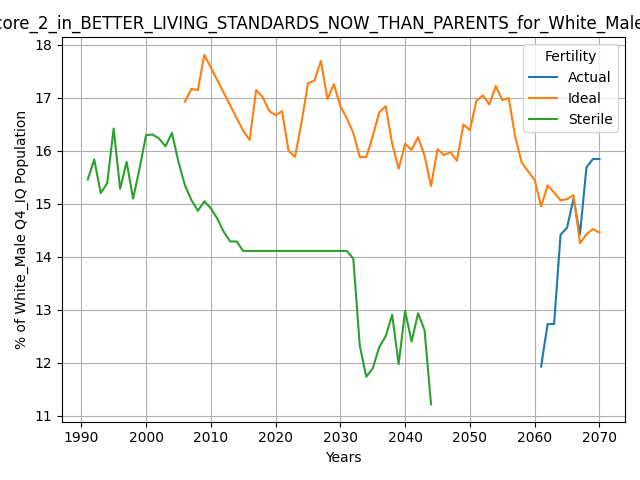 core_2_in_BETTER_LIVING_STANDARDS_NOW_THAN_PARENTS_for_White_Male
Fertility
Actual
Ideal
Sterile
% of White_Male Q4_IQ Population
18
17
16
15
14
13
12
11
1990 2000 2010 2020 2030 2040 2050 2060 2070
Years